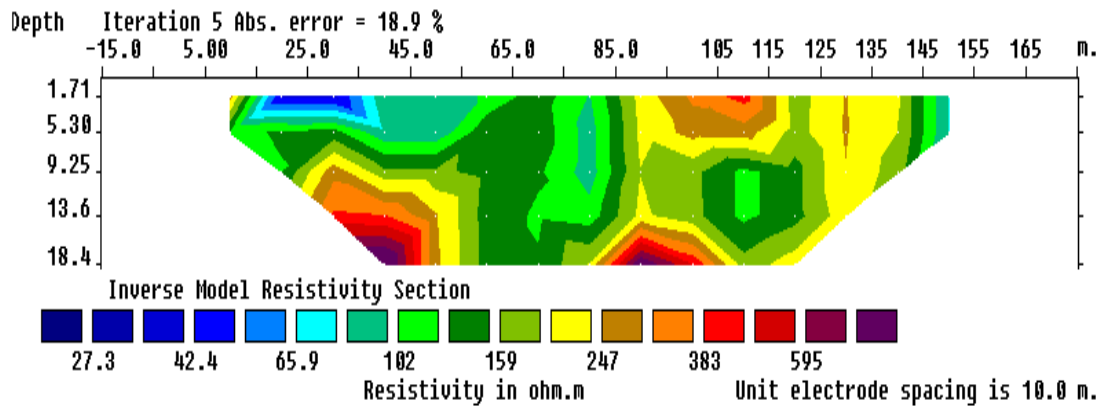 Depth Iteration 5 Abs. error = 18.9 %
-15.0 5.00 25.0 45.0 65.0 85.0 105 115 125 135 145 155 165 m.
1.71
5.30
9.25
13.6
18.4
Inverse Model Resistivity Section
27.3 42.4 65.9 102 159 247 383 595
Resistivity in ohm.m Unit electrode spacing is 10.0 m.